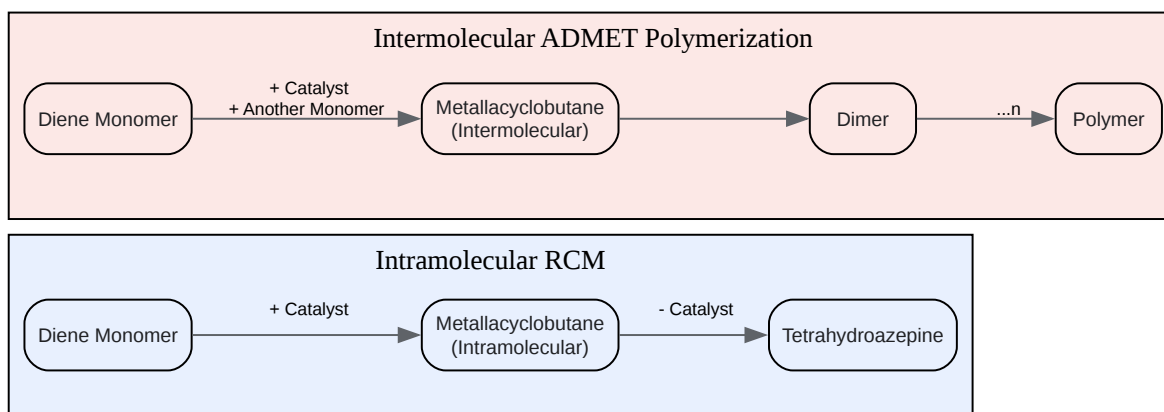 Intermolecular ADMET Polymerization
Diene Monomer
+ Catalyst
+ Another Monomer
Metallacyclobutane
(Intermolecular)
Dimer
...n
Polymer
Intramolecular RCM
Diene Monomer
+ Catalyst
Metallacyclobutane
(Intramolecular)
- Catalyst
Tetrahydroazepine